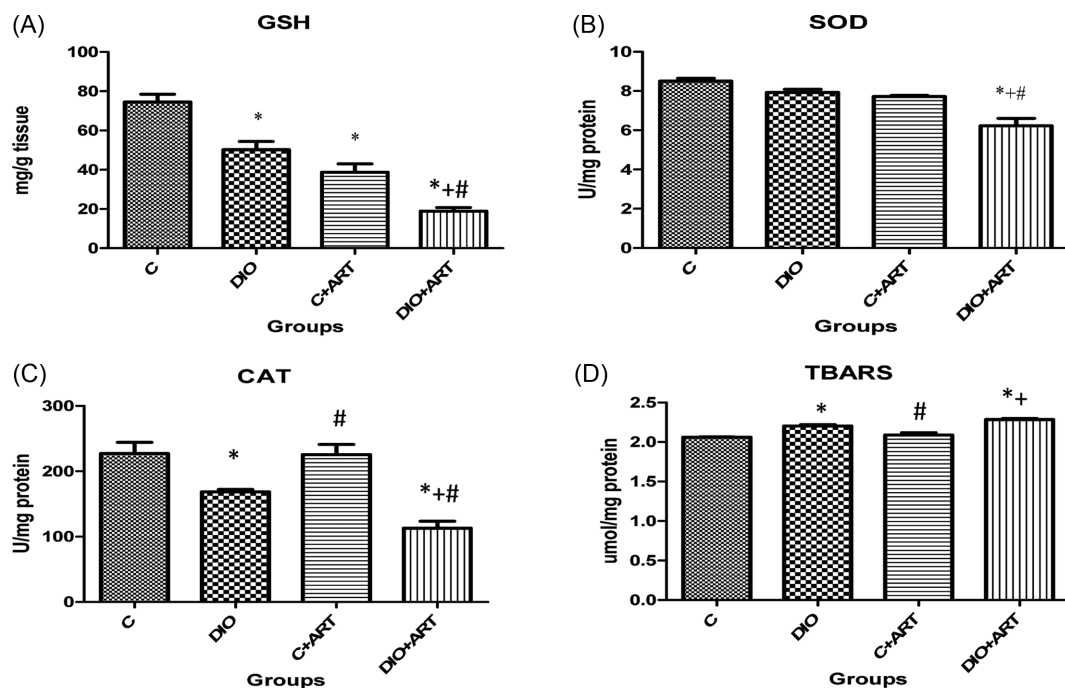 (A)
GSH
100
80
60
40
20
0
mg/g tissue
*
*
*+#
C
DIO
C+ART
DIO+ART
Groups
(B)
SOD
10
8
6
4
2
0
U/mg protein
*+#
C
DIO
C+ART
DIO+ART
Groups
(C)
CAT
300
200
100
0
U/mg protein
*
#
*+#
C
DIO
C+ART
DIO+ART
Groups
(D)
TBARS
2.5
2.0
1.5
1.0
0.5
0.0
umol/mg protein
*
#
*+
C
DIO
C+ART
DIO+ART
Groups